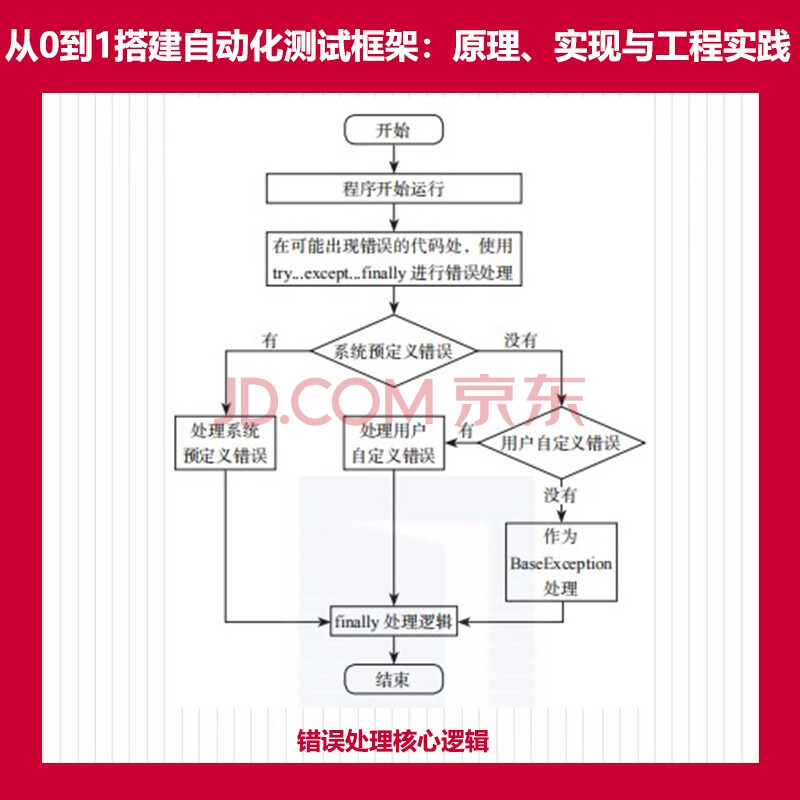 从0到1搭建自动化测试框架：原理、实现与工程实践
开始
程序开始运行
在可能出现错误的代码处，使用
try...except...finally 进行错误处理
有
系统预定义错误
没有
JD.COM 京东
处理系统
预定义错误
处理用户
自定义错误
有
用户自定义错误
没有
作为
BaseException
处理
finally 处理逻辑
结束
错误处理核心逻辑